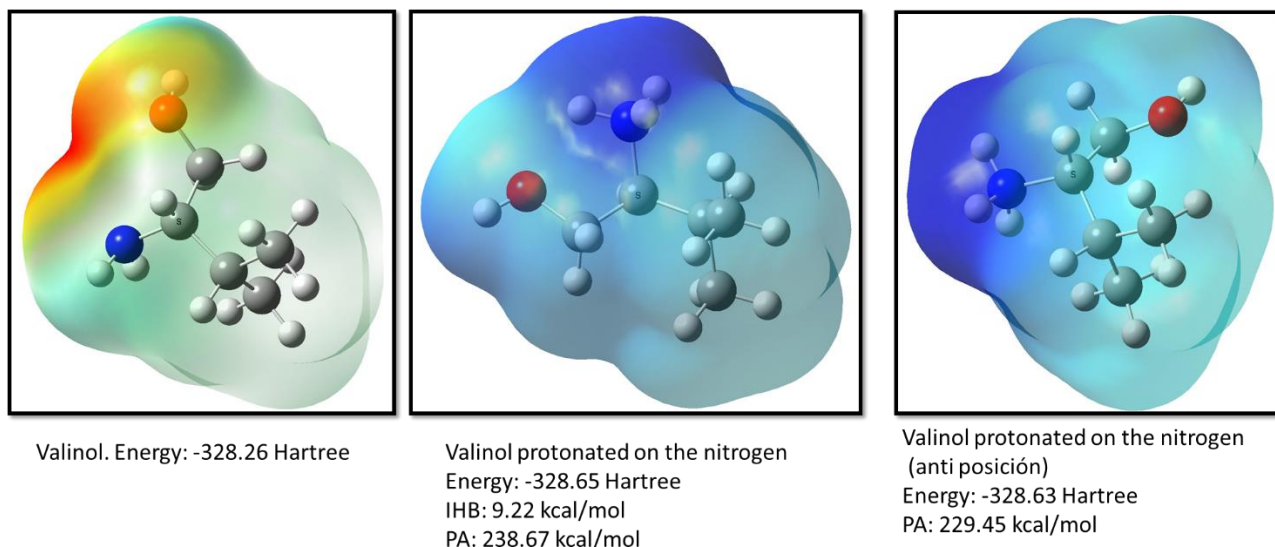 S
S
S
Valinol. Energy: -328.26 Hartree
Valinol protonated on the nitrogen
Energy: -328.65 Hartree
IHB: 9.22 kcal/mol
PA: 238.67 kcal/mol
Valinol protonated on the nitrogen
(anti posición)
Energy: -328.63 Hartree
PA: 229.45 kcal/mol